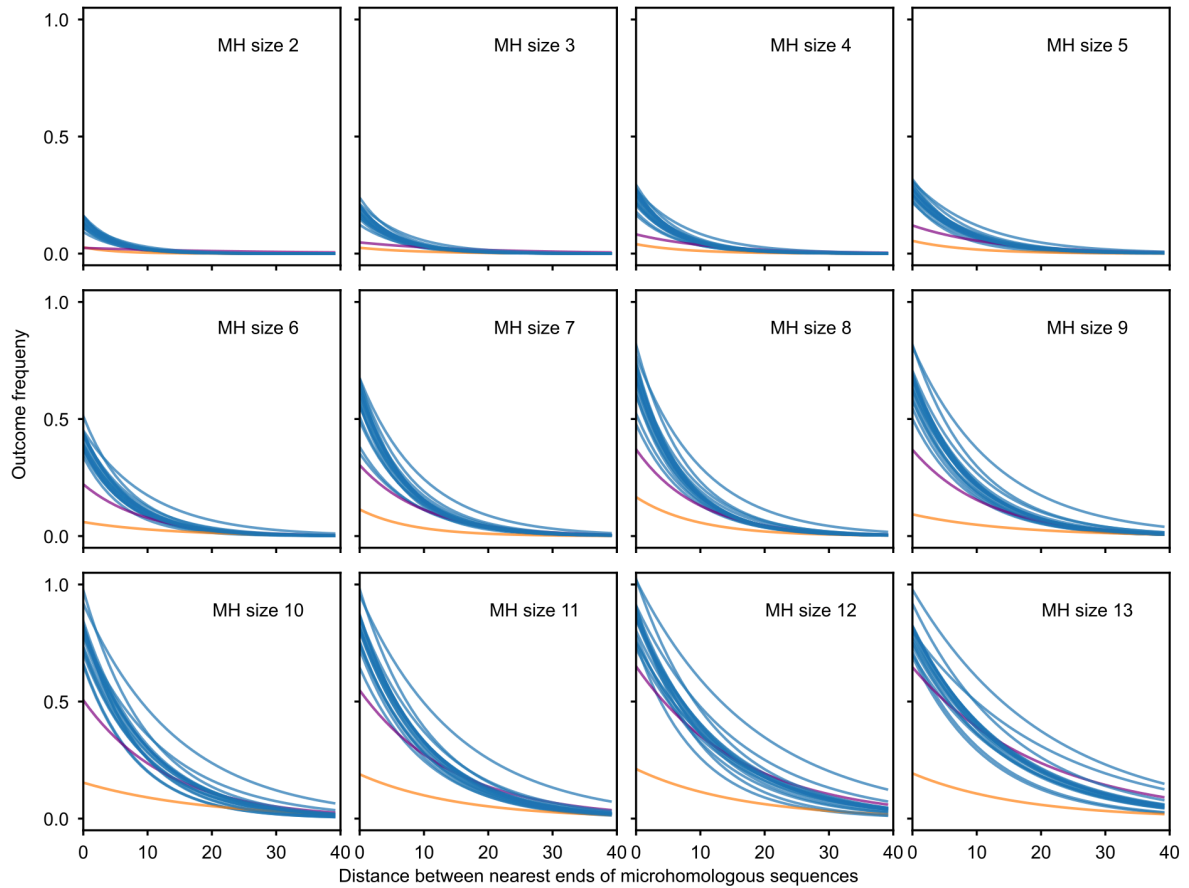 1.0
MH size 2
MH size 3
MH size 4
MH size 5
0.5
0.0
1.0
MH size 6
MH size 7
MH size 8
MH size 9
Outcome frequeny
0.5
0.0
1.0
MH size 10
MH size 11
MH size 12
MH size 13
0.5
0.0
0 10 20 30 40 0 10 20 30 40 0 10 20 30 40 0 10 20 30 40
Distance between nearest ends of microhomologous sequences